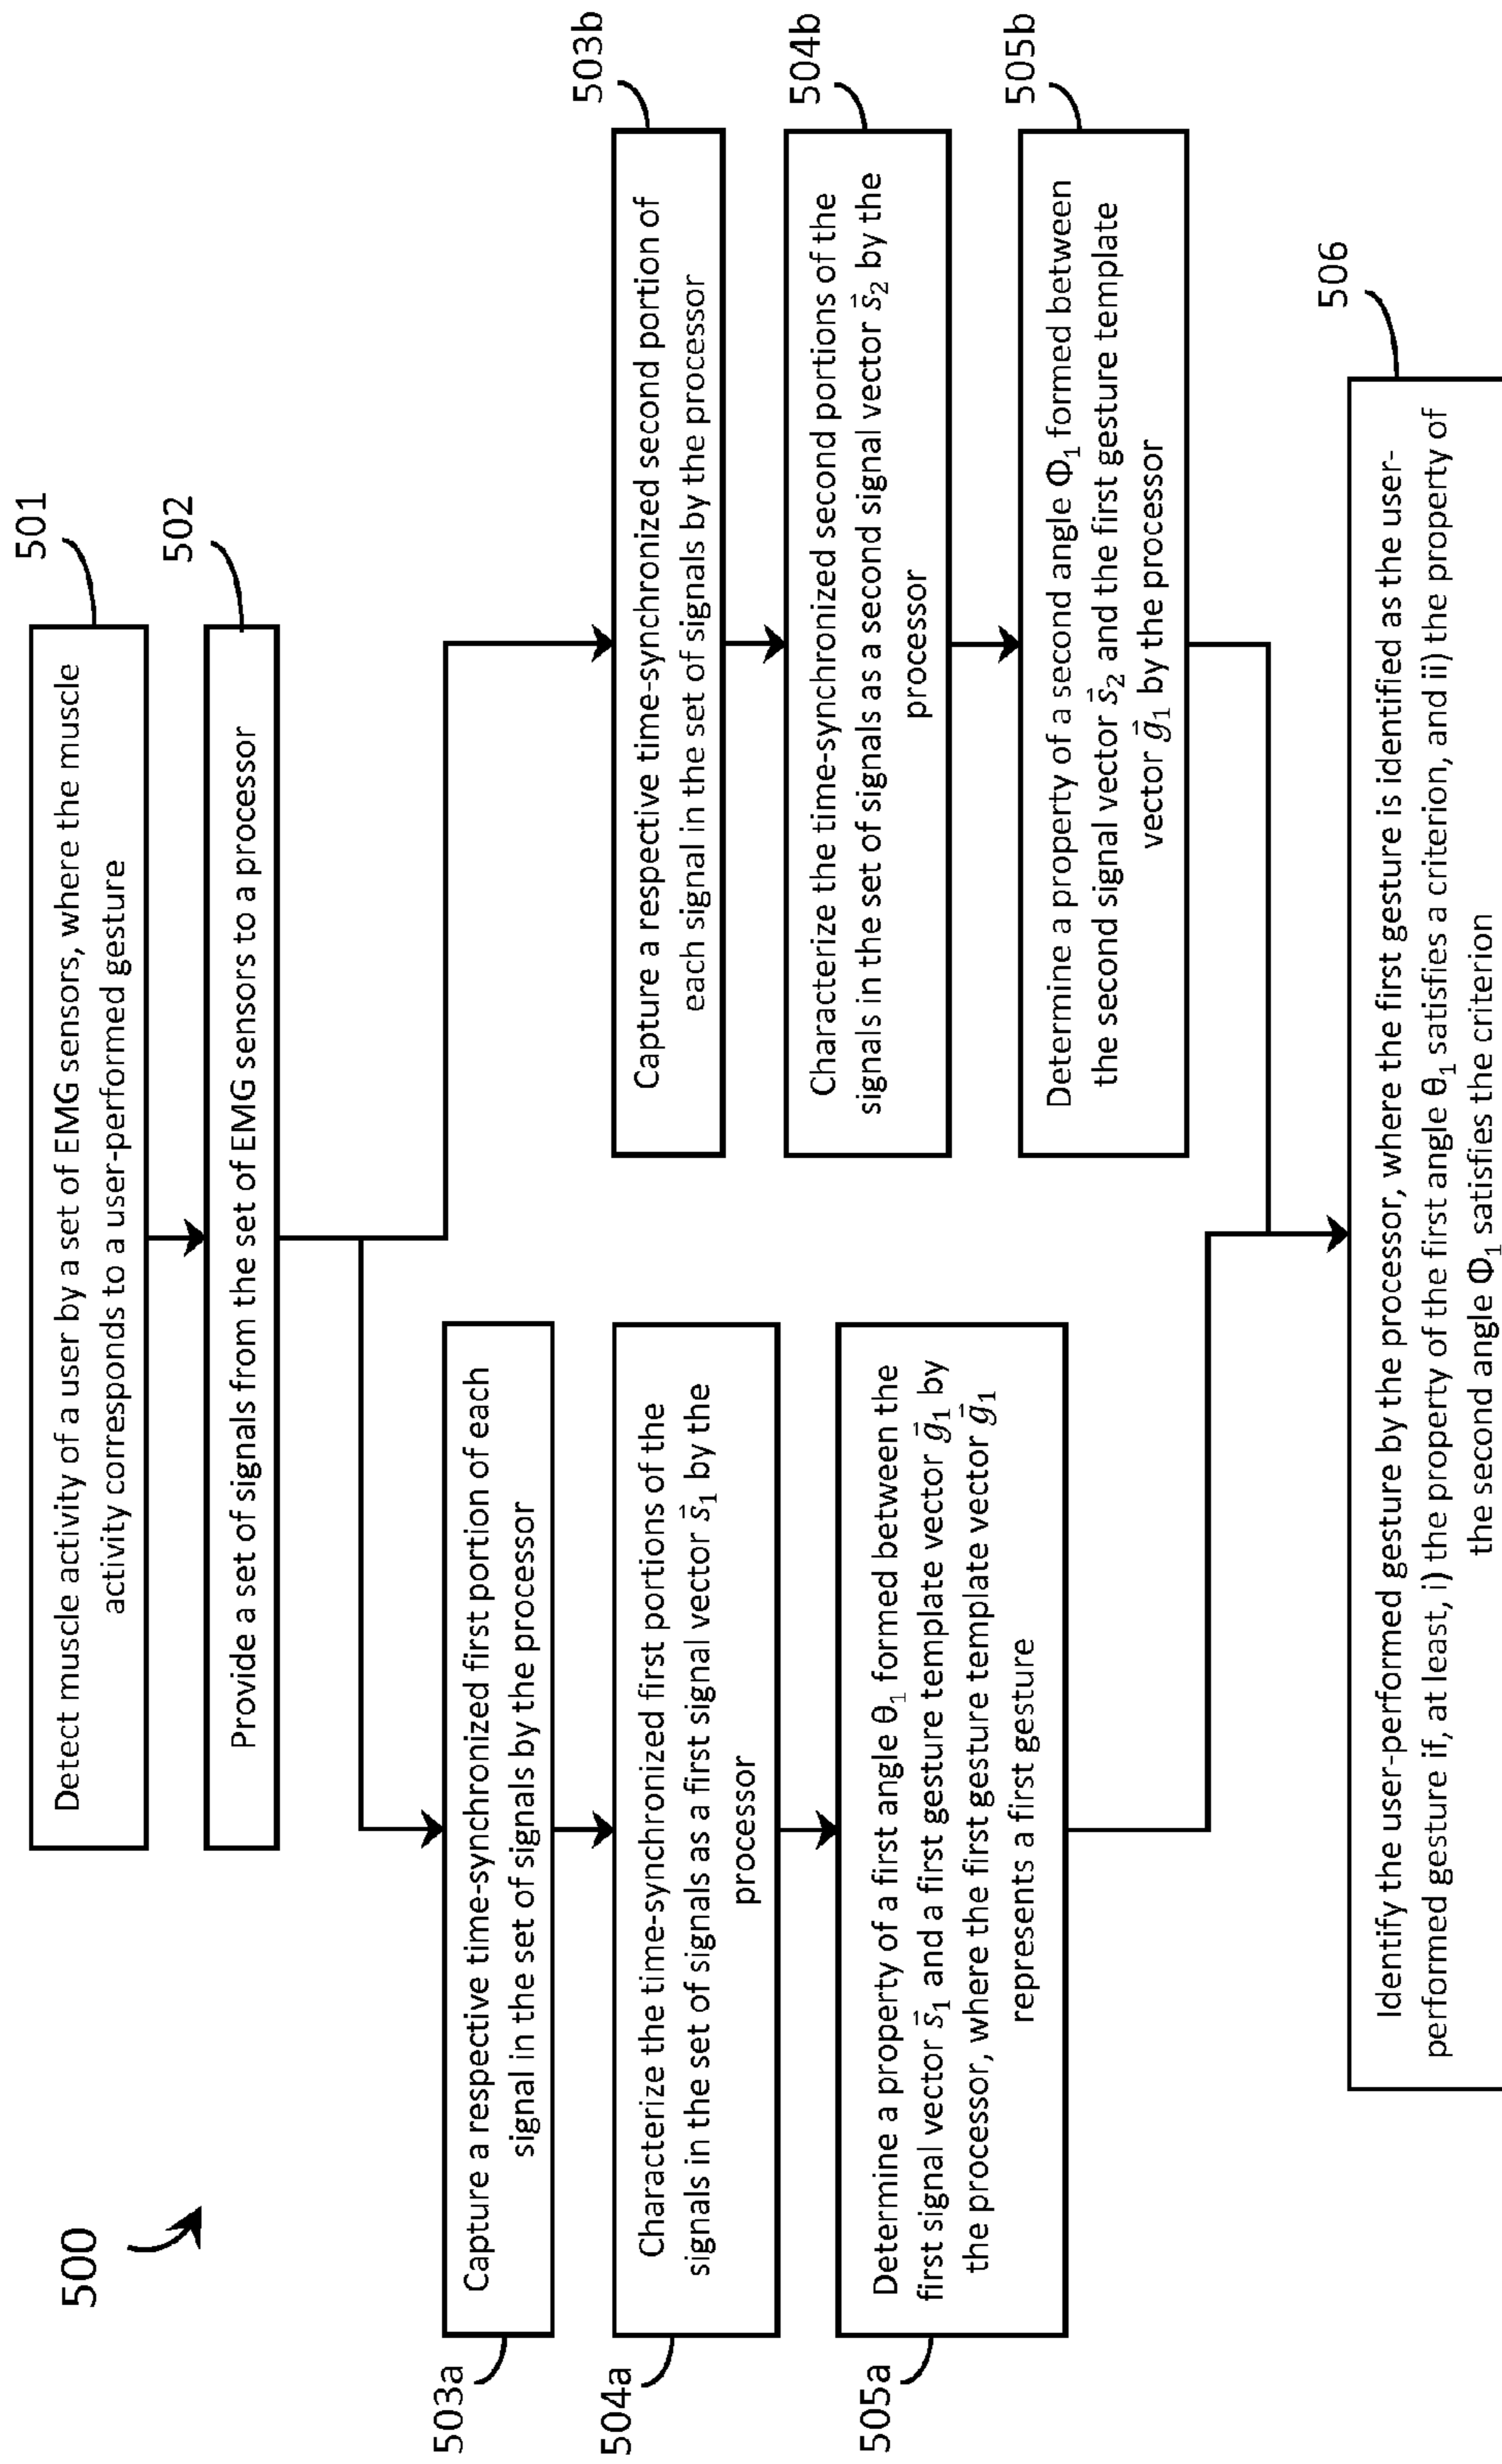 500
501
Detect muscle activity of a user by a set of EMG sensors, where the muscle
activity corresponds to a user-performed gesture
502
Provide a set of signals from the set of EMG sensors to a processor
503a
Capture a respective time-synchronized first portion of each
signal in the set of signals by the processor
504a
Characterize the time-synchronized first portions of the
signals in the set of signals as a first signal vector s⃗₁ by the
processor
505a
Determine a property of a first angle θ₁ formed between the
first signal vector s⃗₁ and a first gesture template vector g⃗₁ by
the processor, where the first gesture template vector g⃗₁
represents a first gesture
503b
Capture a respective time-synchronized second portion of
each signal in the set of signals by the processor
504b
Characterize the time-synchronized second portions of the
signals in the set of signals as a second signal vector s⃗₂ by the
processor
505b
Determine a property of a second angle Φ₁ formed between
the second signal vector s⃗₂ and the first gesture template
vector g⃗₁ by the processor
506
Identify the user-performed gesture by the processor, where the first gesture is identified as the user-
performed gesture if, at least, i) the property of the first angle θ₁ satisfies a criterion, and ii) the property of
the second angle Φ₁ satisfies the criterion